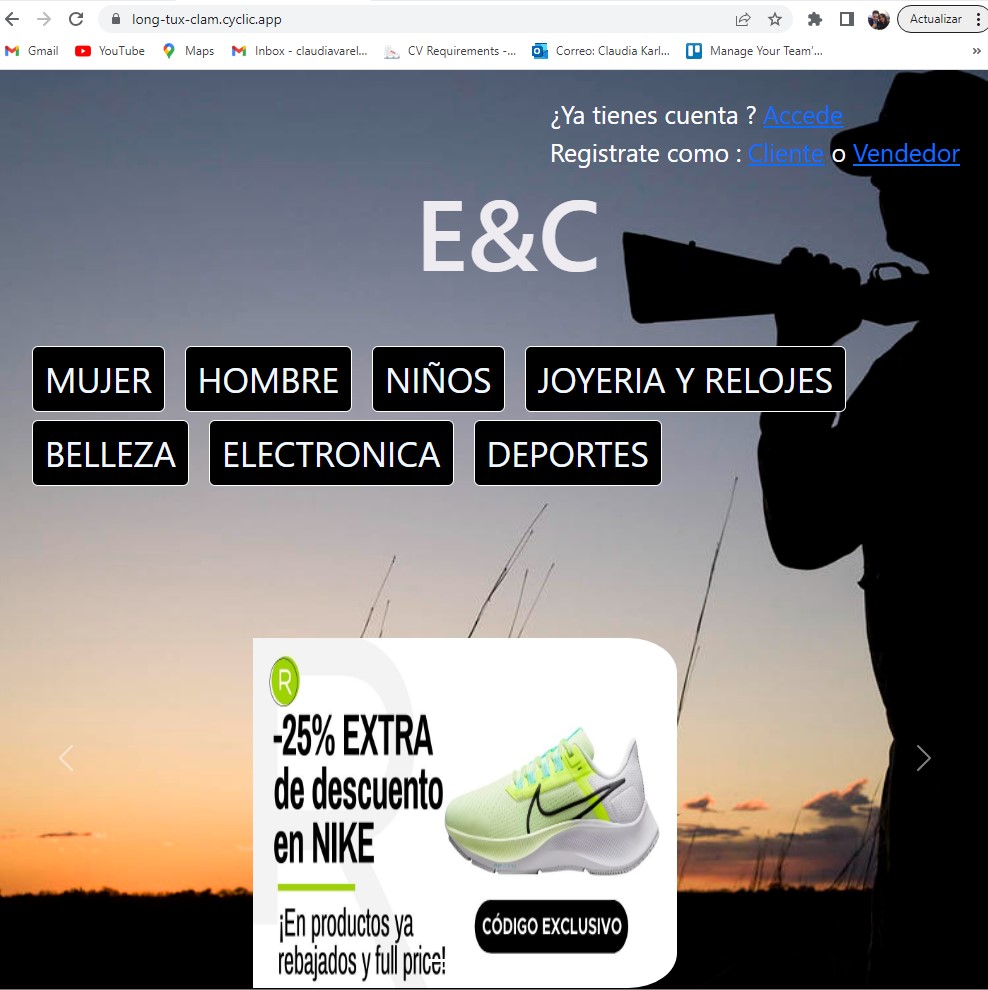 long-tux-clam.cyclic.app
Actualizar
Gmail
YouTube
Maps
Inbox - claudiavarel...
CV Requirements -...
Correo: Claudia Karl...
Manage Your Team'...
»
¿Ya tienes cuenta ? Accede
Registrate como : Cliente o Vendedor
E&C
MUJER
HOMBRE
NIÑOS
JOYERIA Y RELOJES
BELLEZA
ELECTRONICA
DEPORTES
R
-25% EXTRA
de descuento
en NIKE
¡En productos ya
rebajados y full price!
CÓDIGO EXCLUSIVO